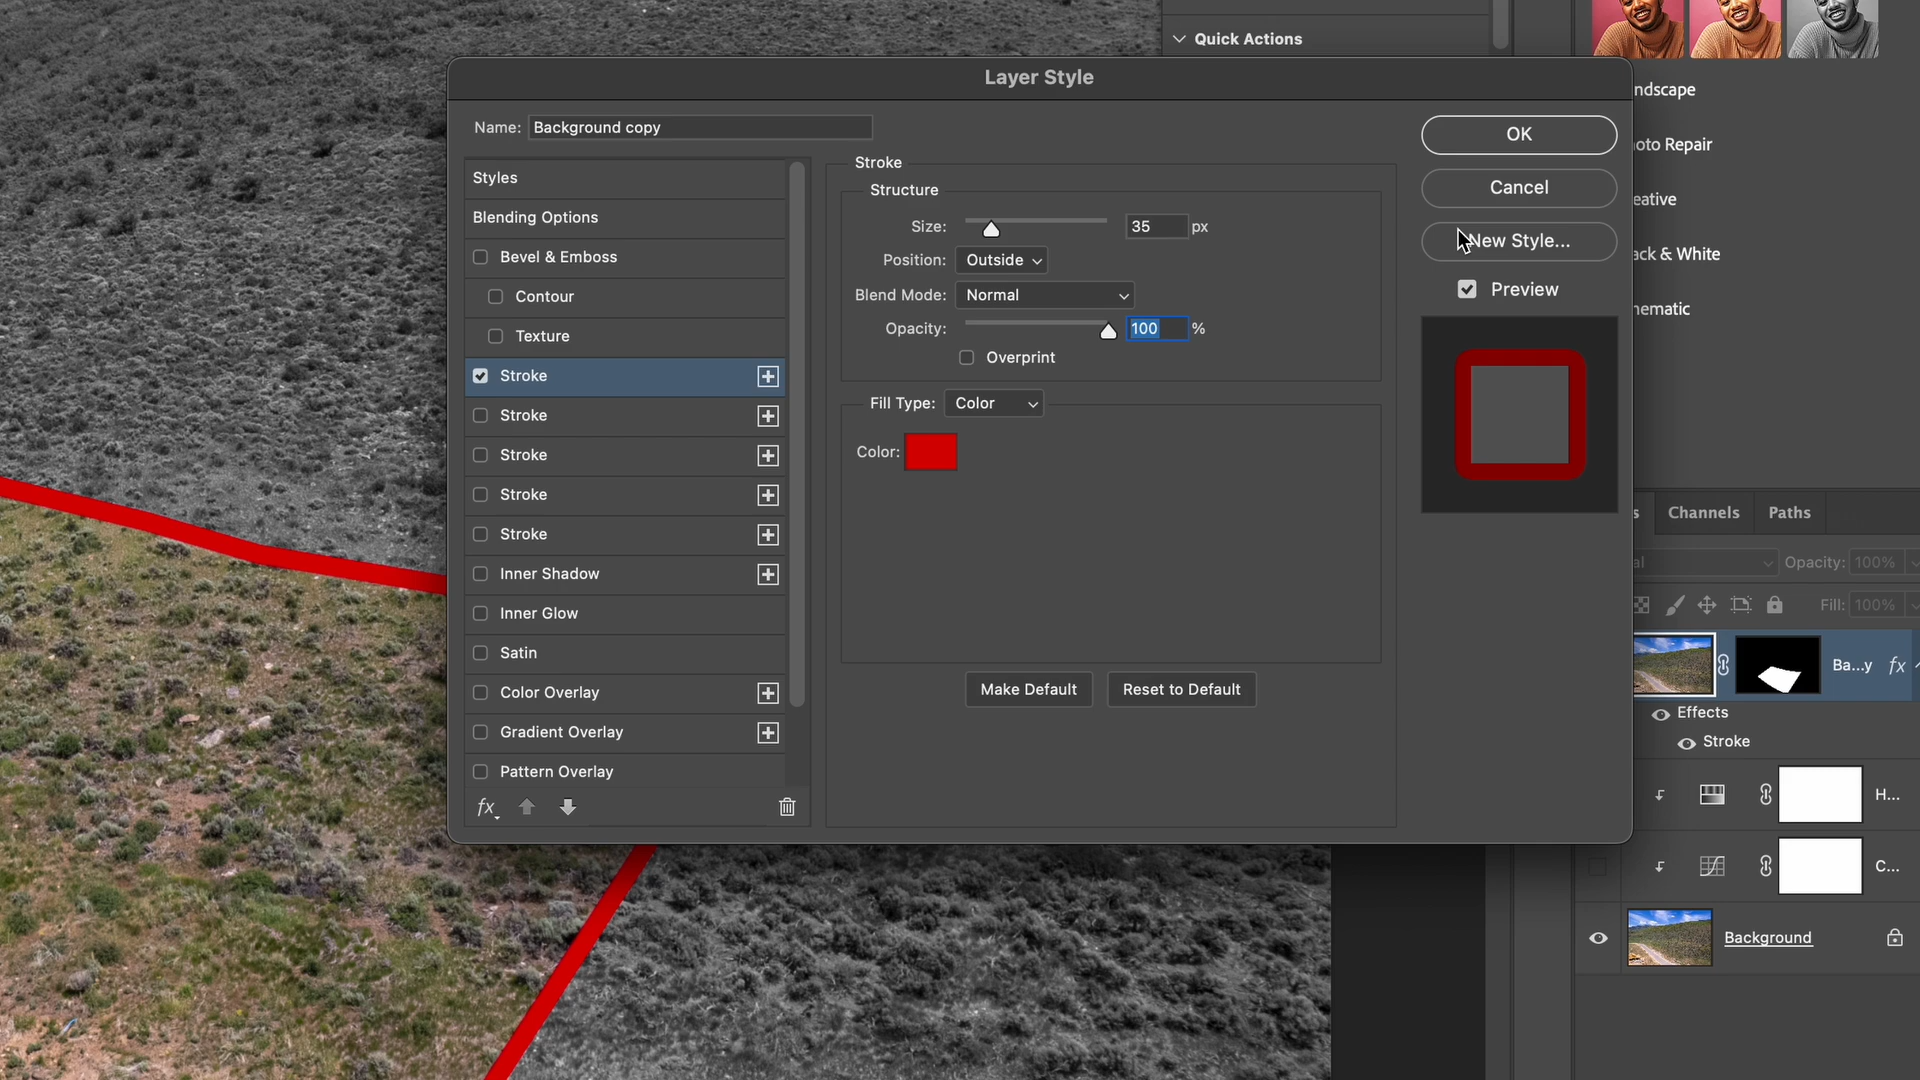 Quick Actions
Layer Style
ndscape
Name: Background copy
OK
oto Repair
Styles
Stroke
Structure
Cancel
eative
Blending Options
Size: 35 px
New Style...
Bevel & Emboss
Position: Outside
ack & White
Contour
Blend Mode: Normal
Preview
nematic
Texture
Opacity: 100 %
Overprint
Stroke
Fill Type: Color
Stroke
Color:
Stroke
Stroke
s Channels Paths
Stroke
al Opacity: 100%
Inner Shadow
Fill: 100%
Inner Glow
Satin
Ba...y fx
Color Overlay
Make Default Reset to Default
Effects
Gradient Overlay
Stroke
Pattern Overlay
fx
H...
C...
Background